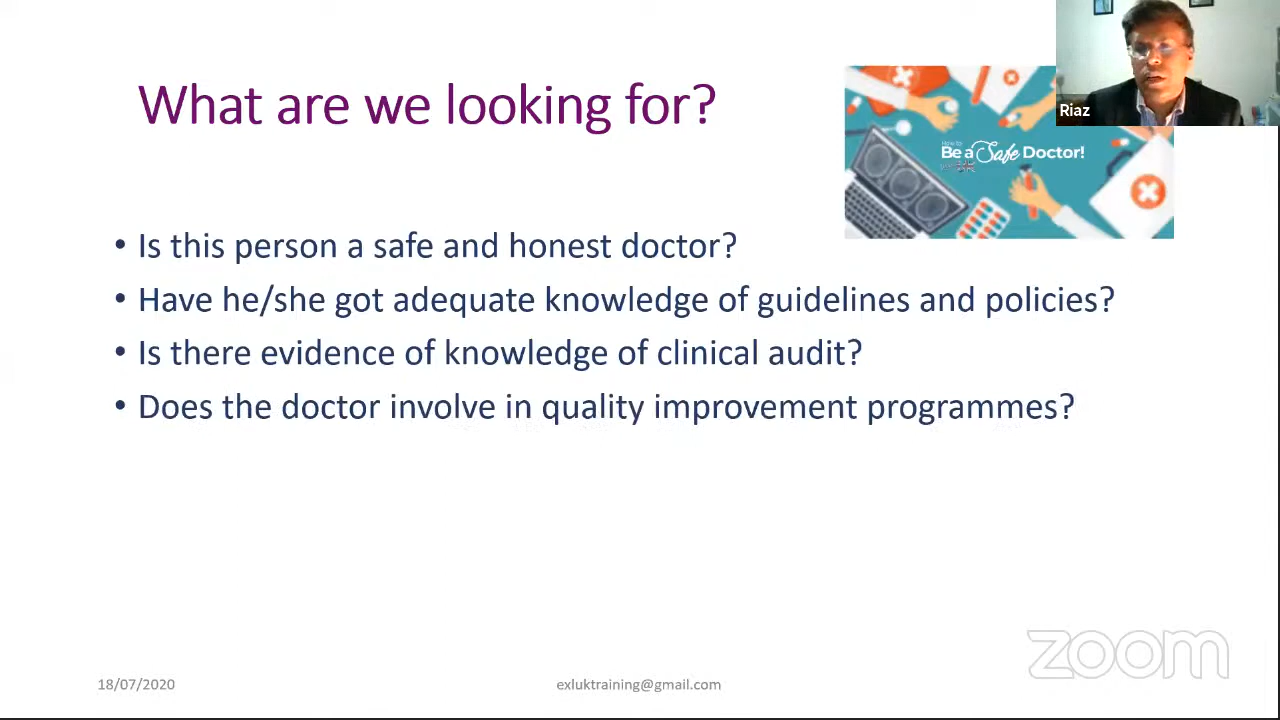 What are we looking for?
Riaz
How to
Be a Safe Doctor!
• Is this person a safe and honest doctor?
• Have he/she got adequate knowledge of guidelines and policies?
• Is there evidence of knowledge of clinical audit?
• Does the doctor involve in quality improvement programmes?
zoom
18/07/2020
exluktraining@gmail.com